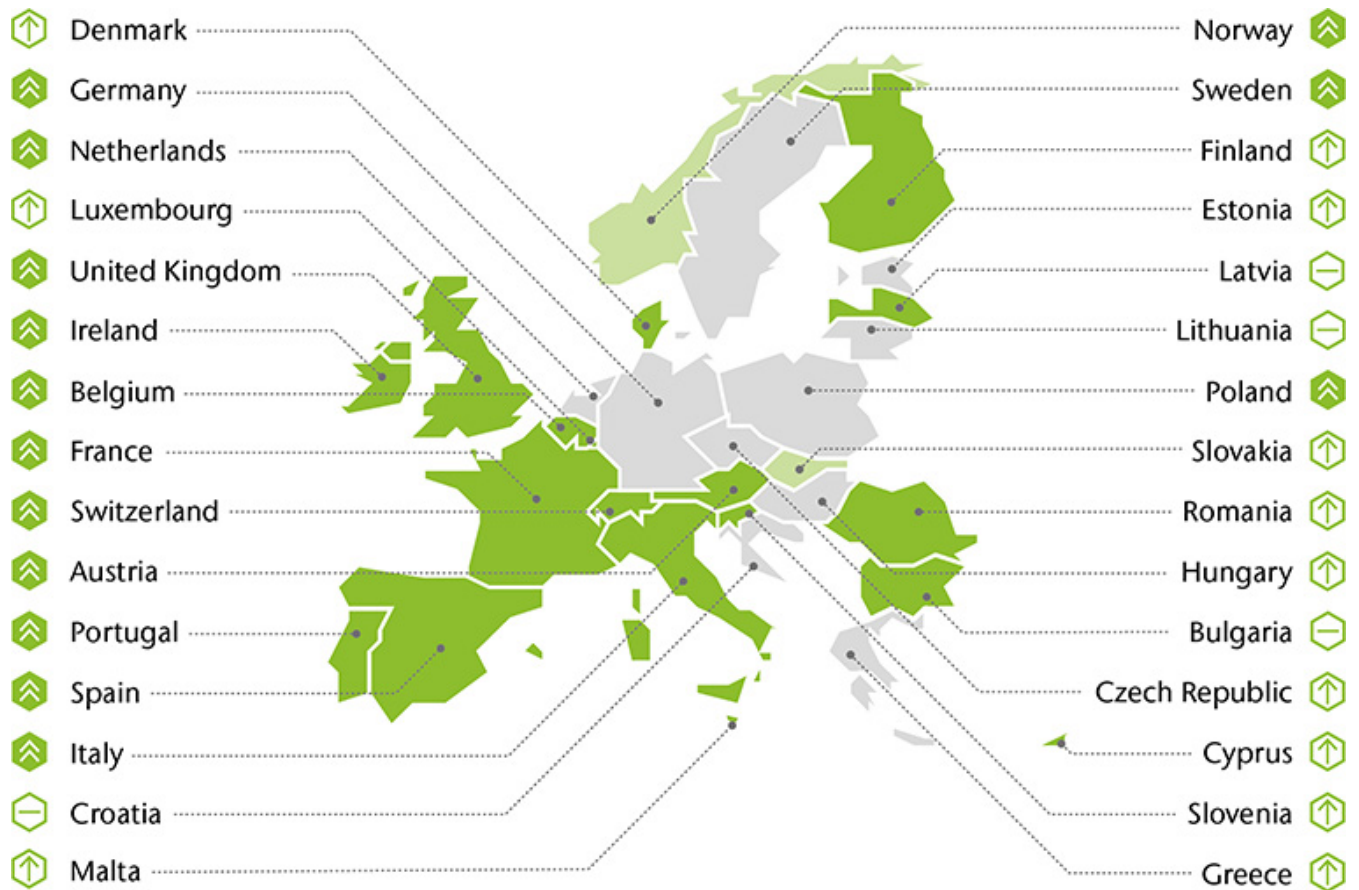 Denmark
Germany
Netherlands
Luxembourg
United Kingdom
Ireland
Belgium
France
Switzerland
Austria
Portugal
Spain
Italy
Croatia
Malta
Norway
Sweden
Finland
Estonia
Latvia
Lithuania
Poland
Slovakia
Romania
Hungary
Bulgaria
Czech Republic
Cyprus
Slovenia
Greece